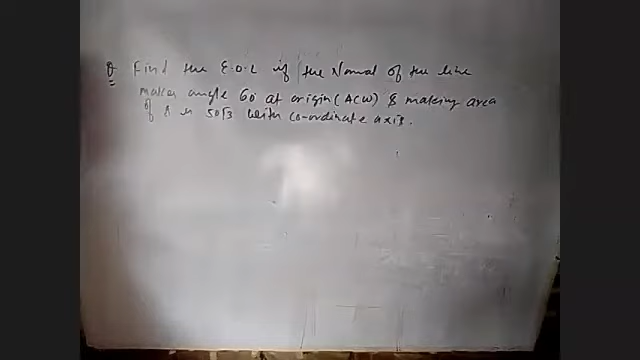 Q Find the E.O.L if the Normal of the line
makes angle 60 at origin (ACW) & making area
of Δ is 50√3 with co-ordinate axis.